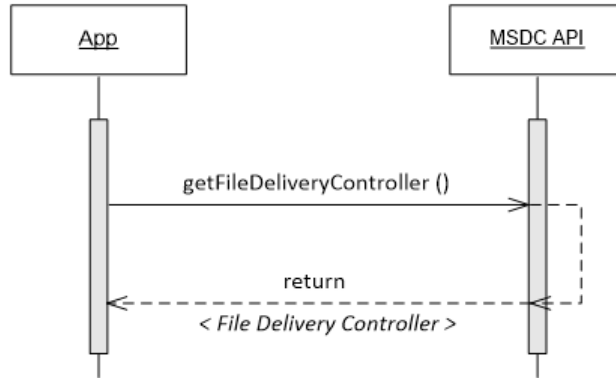 App
MSDC API
getFileDeliveryController ()
return
< File Delivery Controller >